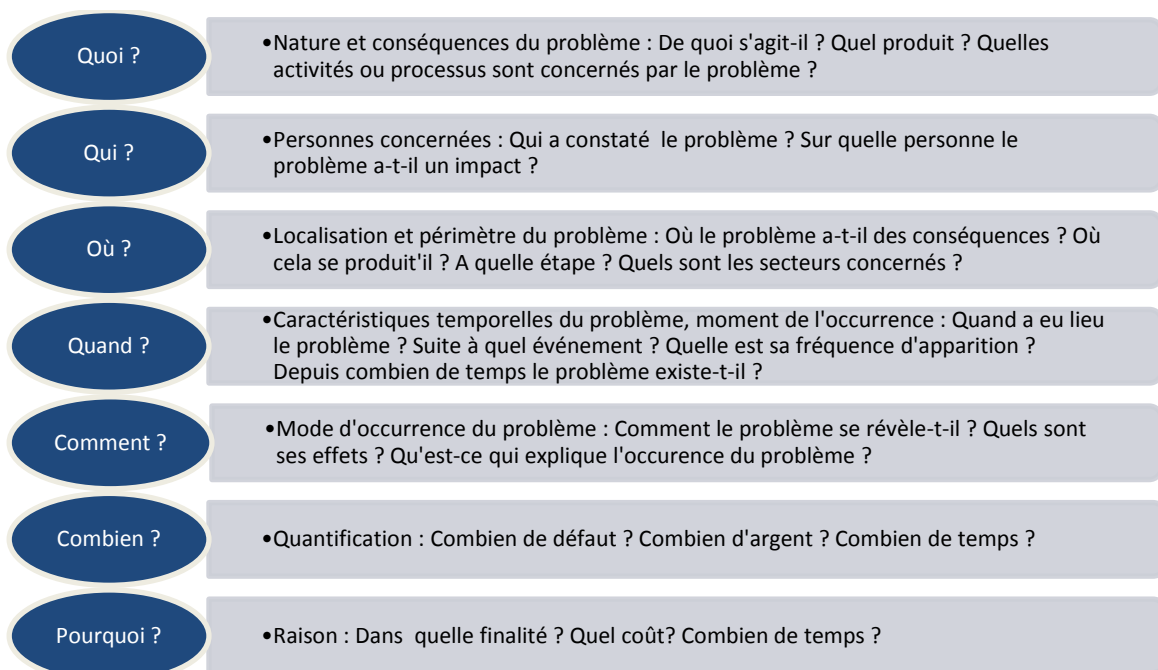 Quoi ?
•Nature et conséquences du problème : De quoi s'agit-il ? Quel produit ? Quelles
activités ou processus sont concernés par le problème ?
Qui ?
•Personnes concernées : Qui a constaté  le problème ? Sur quelle personne le
problème a-t-il un impact ?
Où ?
•Localisation et périmètre du problème : Où le problème a-t-il des conséquences ? Où
cela se produit'il ? A quelle étape ? Quels sont les secteurs concernés ?
Quand ?
•Caractéristiques temporelles du problème, moment de l'occurrence : Quand a eu lieu
le problème ? Suite à quel événement ? Quelle est sa fréquence d'apparition ?
Depuis combien de temps le problème existe-t-il ?
Comment ?
•Mode d'occurrence du problème : Comment le problème se révèle-t-il ? Quels sont
ses effets ? Qu'est-ce qui explique l'occurence du problème ?
Combien ?
•Quantification : Combien de défaut ? Combien d'argent ? Combien de temps ?
Pourquoi ?
•Raison : Dans  quelle finalité ? Quel coût? Combien de temps ?